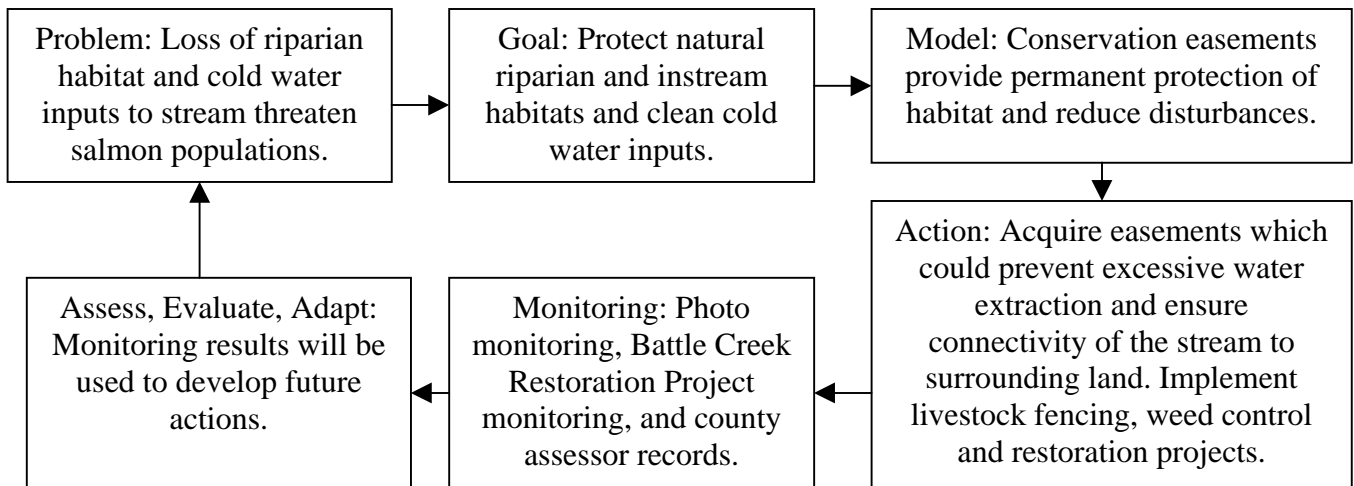 Problem: Loss of riparian
habitat and cold water
inputs to stream threaten
salmon populations.
Goal: Protect natural
riparian and instream
habitats and clean cold
water inputs.
Model: Conservation easements
provide permanent protection of
habitat and reduce disturbances.
Action: Acquire easements which
could prevent excessive water
extraction and ensure
connectivity of the stream to
surrounding land. Implement
livestock fencing, weed control
and restoration projects.
Monitoring: Photo
monitoring, Battle Creek
Restoration Project
monitoring, and county
assessor records.
Assess, Evaluate, Adapt:
Monitoring results will be
used to develop future
actions.